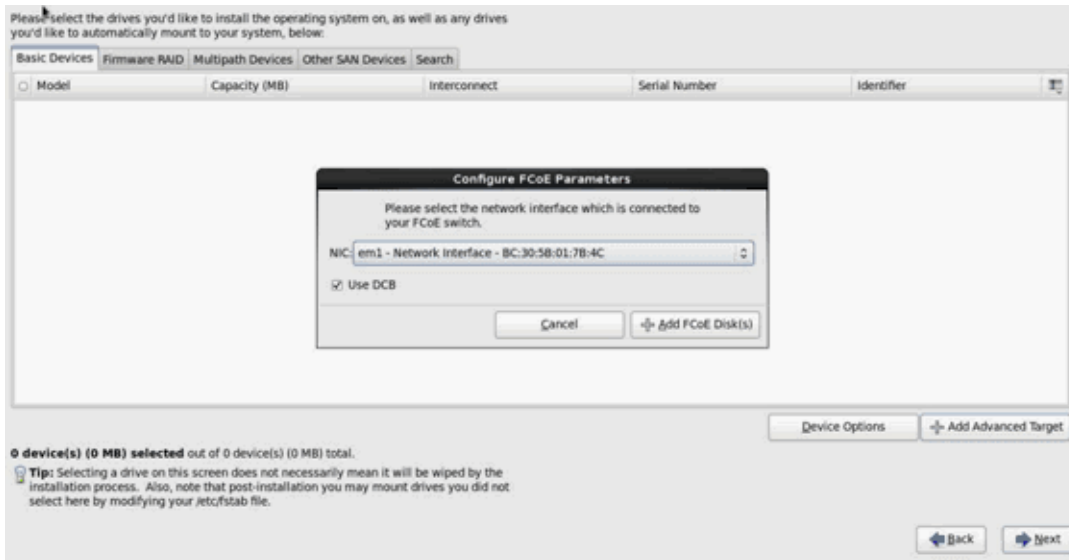 Please select the drives you'd like to install the operating system on, as well as any drives
you'd like to automatically mount to your system, below:
Basic Devices Firmware RAID Multipath Devices Other SAN Devices Search
Model Capacity (MB) Interconnect Serial Number Identifier
Configure FCoE Parameters
Please select the network interface which is connected to
your FCoE switch.
NIC: em1 - Network Interface - BC:30:5B:01:7B:4C
Use DCB
Cancel Add FCoE Disk(s)
Device Options Add Advanced Target
0 device(s) (0 MB) selected out of 0 device(s) (0 MB) total.
Tip: Selecting a drive on this screen does not necessarily mean it will be wiped by the
installation process. Also, note that post-installation you may mount drives you did not
select here by modifying your /etc/fstab file.
Back Next